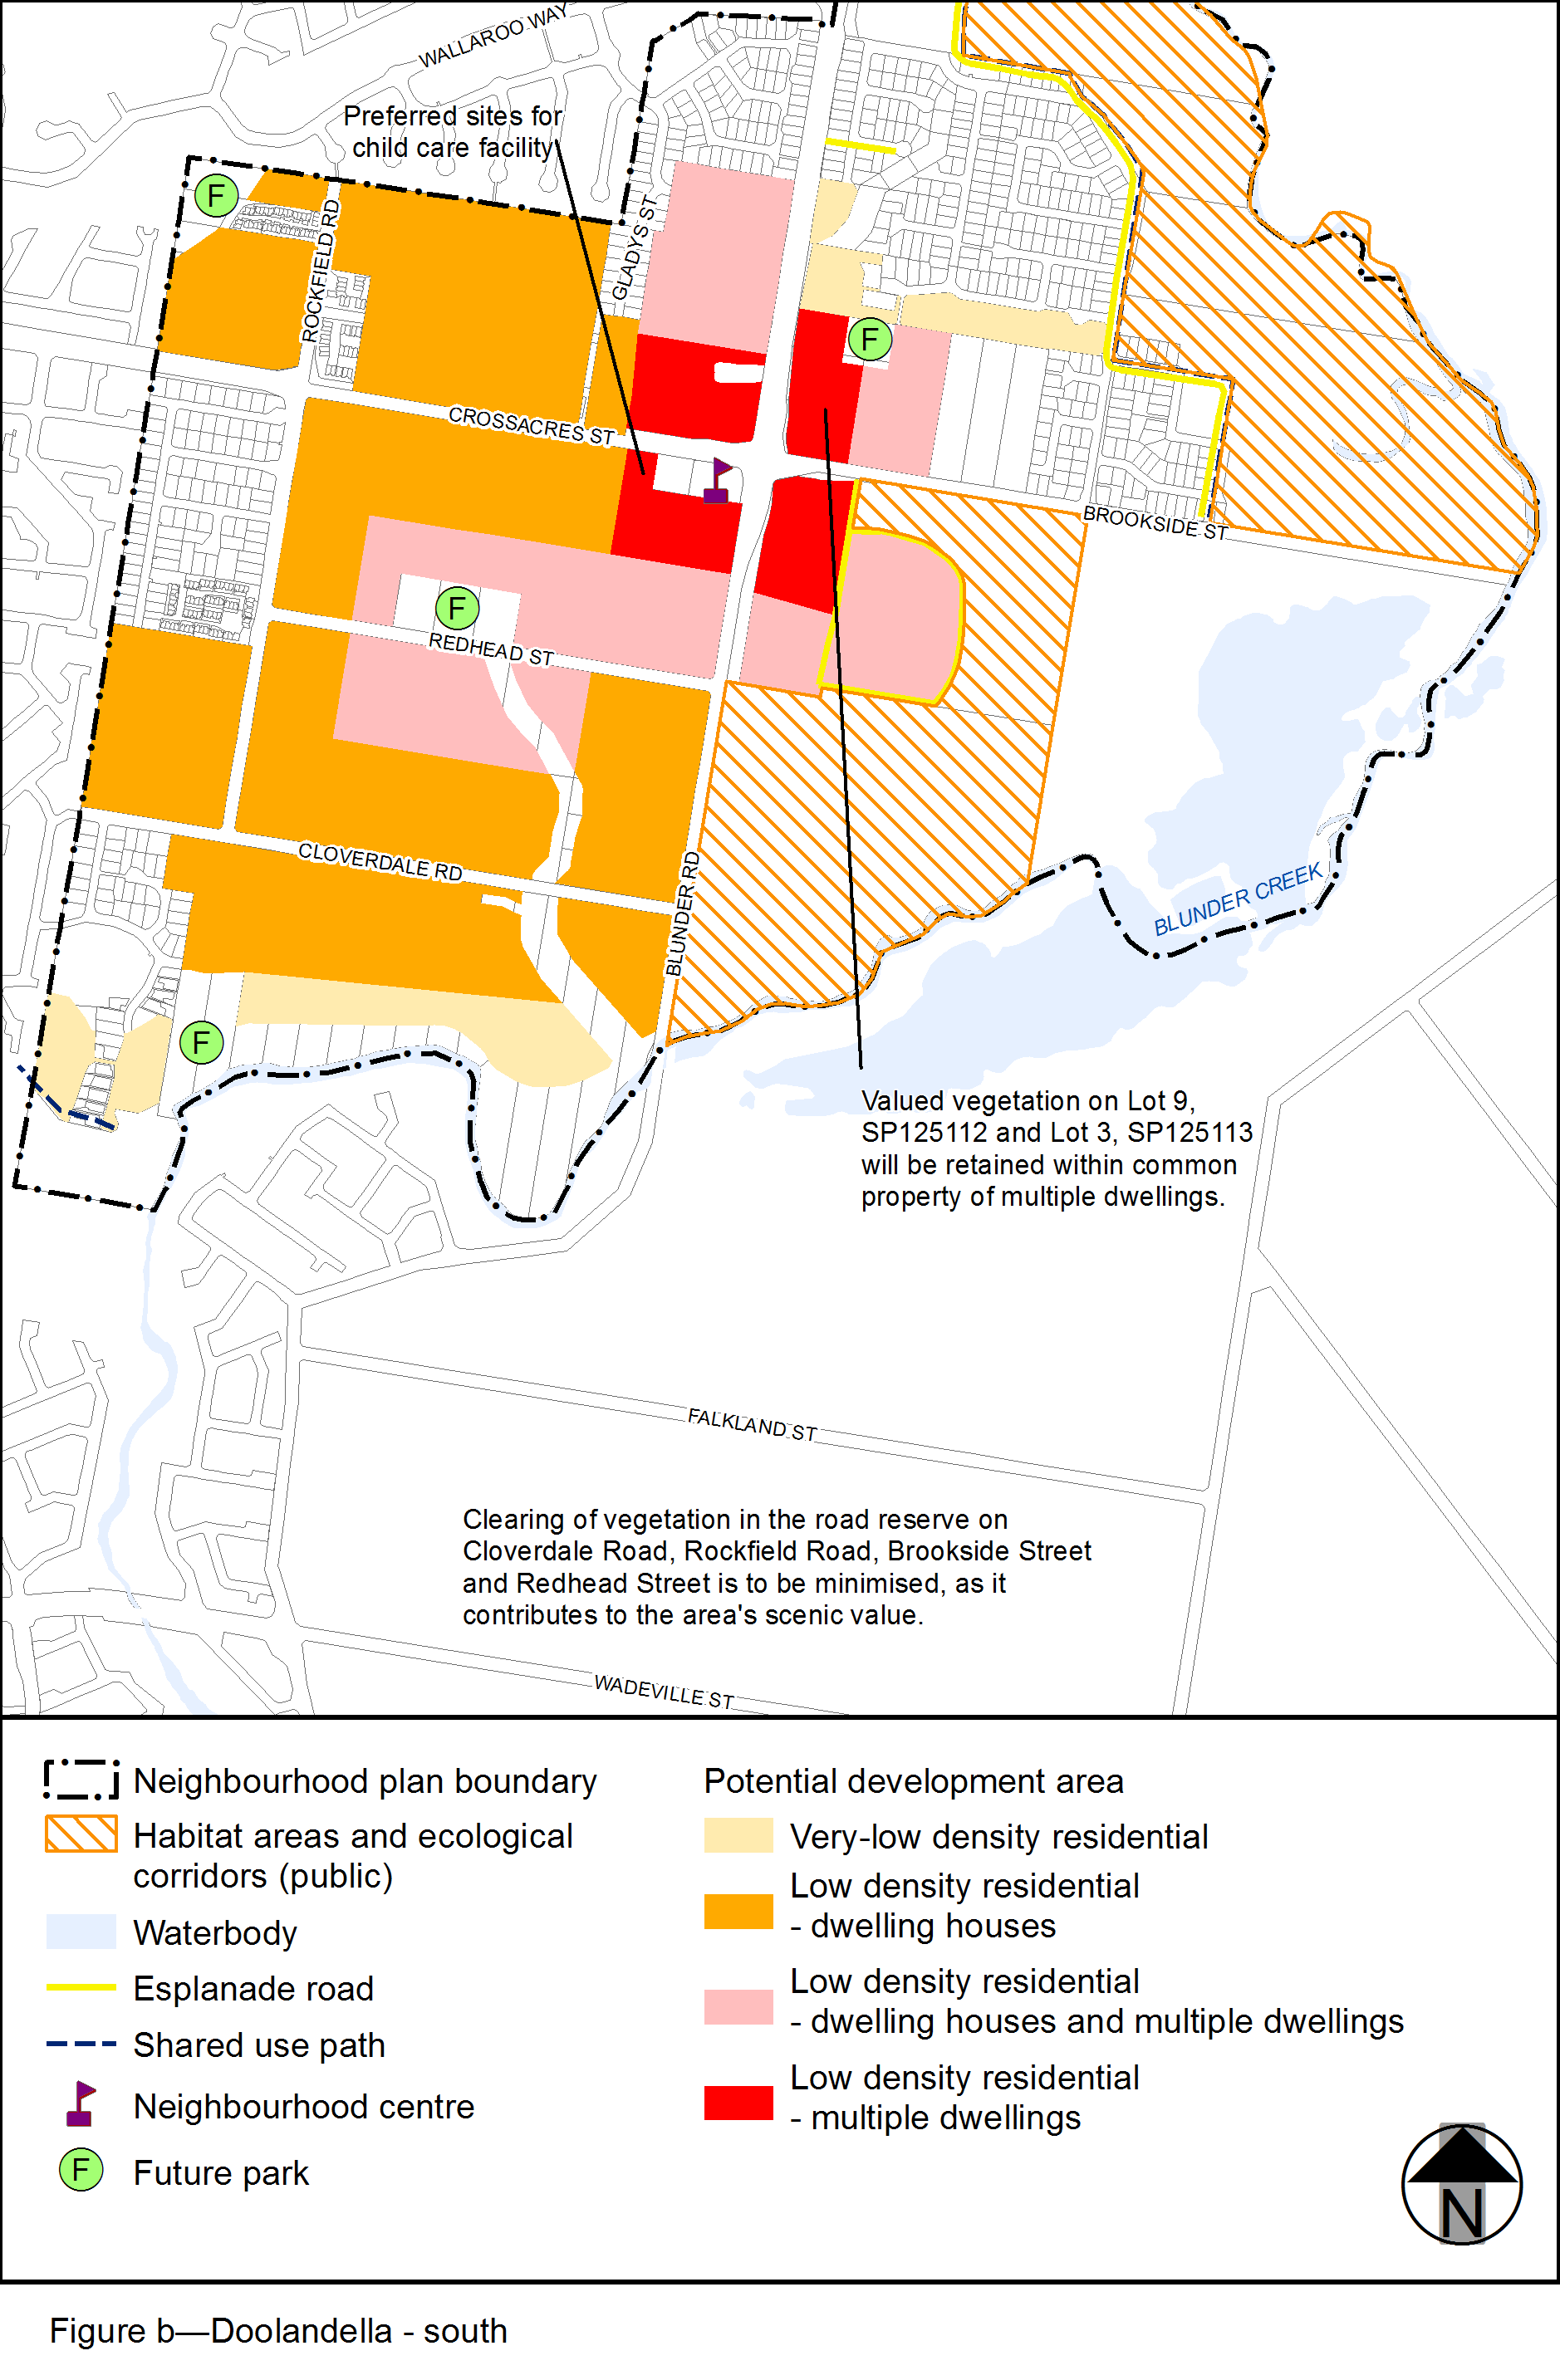 WALLAROO WAY
Preferred sites for
child care facility
F
ROCKFIELD RD
GLADYS ST
F
CROSSACRES ST
BROOKSIDE ST
F
REDHEAD ST
CLOVERDALE RD
BLUNDER RD
BLUNDER CREEK
F
Valued vegetation on Lot 9,
SP125112 and Lot 3, SP125113
will be retained within common
property of multiple dwellings.
FALKLAND ST
Clearing of vegetation in the road reserve on
Cloverdale Road, Rockfield Road, Brookside Street
and Redhead Street is to be minimised, as it
contributes to the area's scenic value.
WADEVILLE ST
Neighbourhood plan boundary
Habitat areas and ecological
corridors (public)
Waterbody
Esplanade road
Shared use path
Neighbourhood centre
F
Future park
Potential development area
Very-low density residential
Low density residential
- dwelling houses
Low density residential
- dwelling houses and multiple dwellings
Low density residential
- multiple dwellings
N
Figure b—Doolandella - south